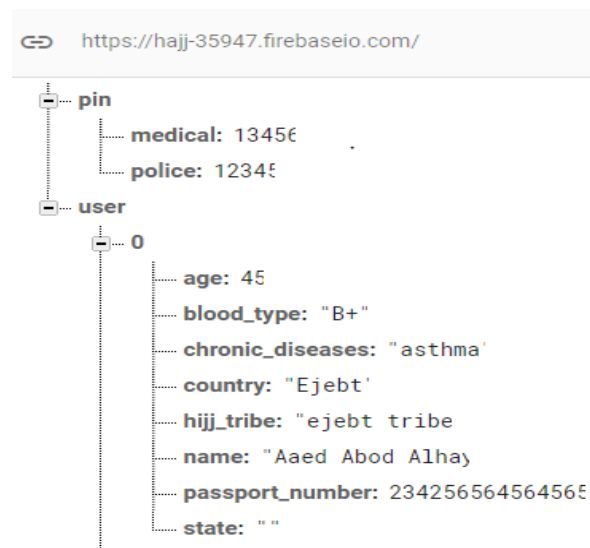 https://hajj-35947.firebaseio.com/
pin
medical: 13456
police: 12345
user
0
age: 45
blood_type: "B+"
chronic_diseases: "asthma'
country: "Ejebt'
hijj_tribe: "ejebt tribe
name: "Aaed Abod Alhay
passport_number: 234256564564565
state: ""